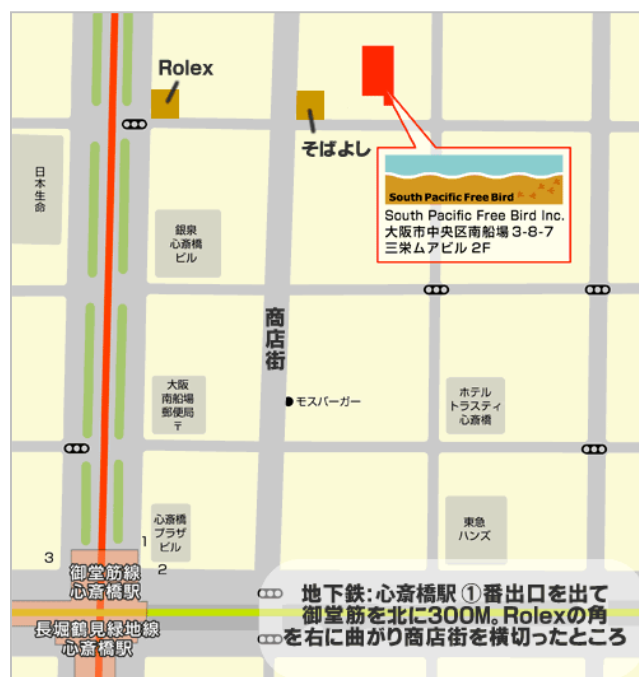 Rolex
そばよし
日本生命
South Pacific Free Bird
South Pacific Free Bird Inc.
大阪市中央区南船場3-8-7
三栄ムアビル 2F
銀泉
心斎橋
ビル
商店街
大阪
南船場
郵便局
〒
モスバーガー
ホテル
トラスティ
心斎橋
心斎橋
プラザ
ビル
東急
ハンズ
1
2
3
御堂筋線
心斎橋駅
長堀鶴見緑地線
心斎橋駅
地下鉄:心斎橋駅 ①番出口を出て
御堂筋を北に300M。Rolexの角
を右に曲がり商店街を横切ったところ